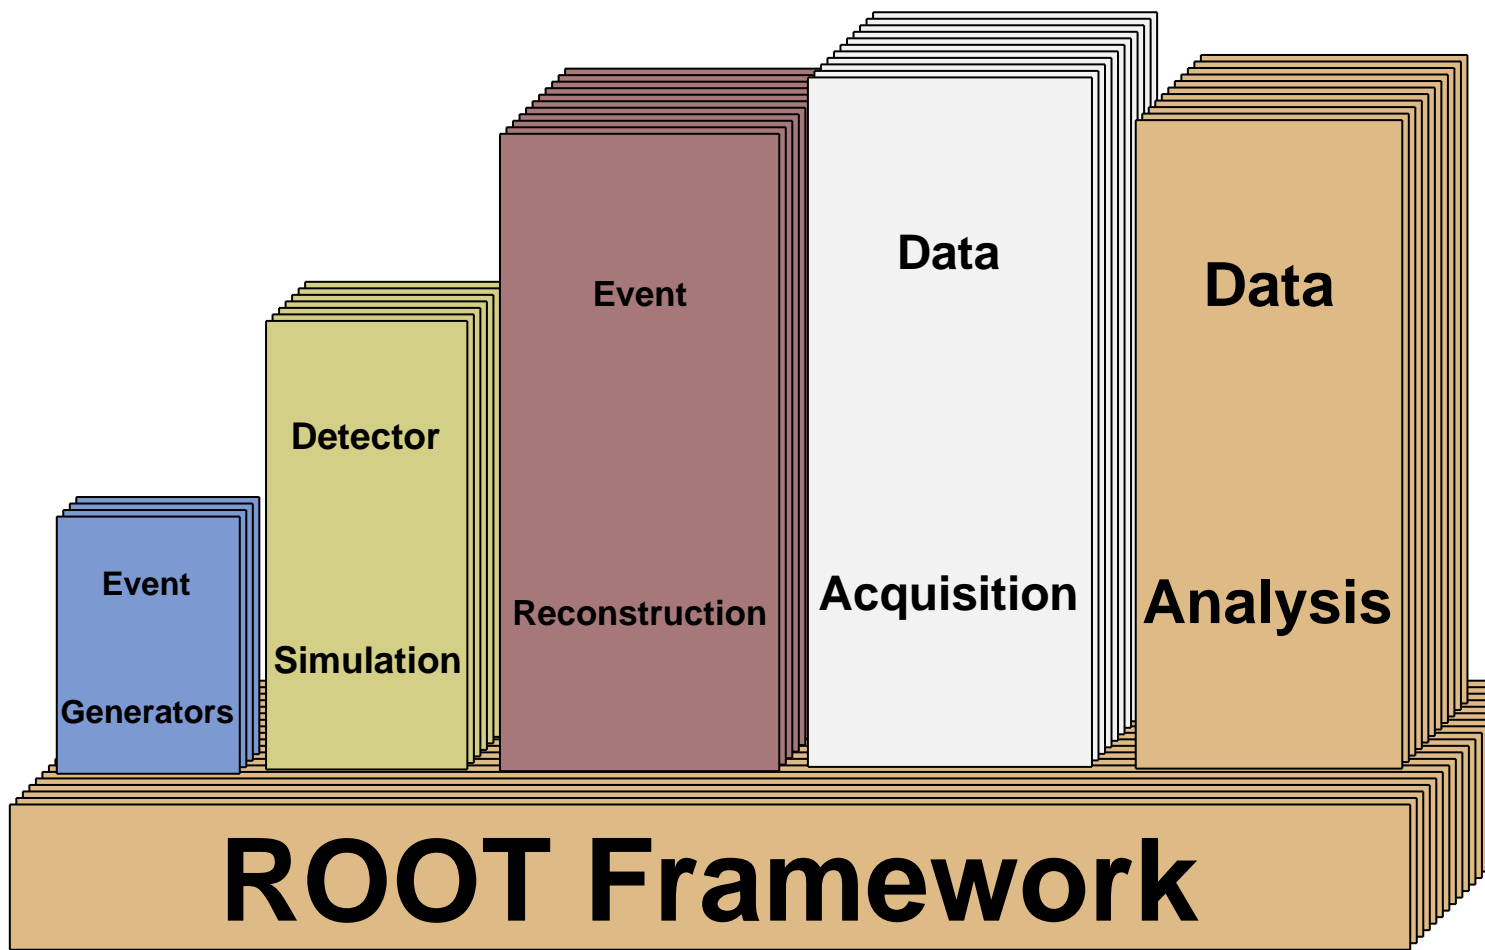 Event
Generators
Detector
Simulation
Event
Reconstruction
Data
Acquisition
Data
Analysis
ROOT Framework